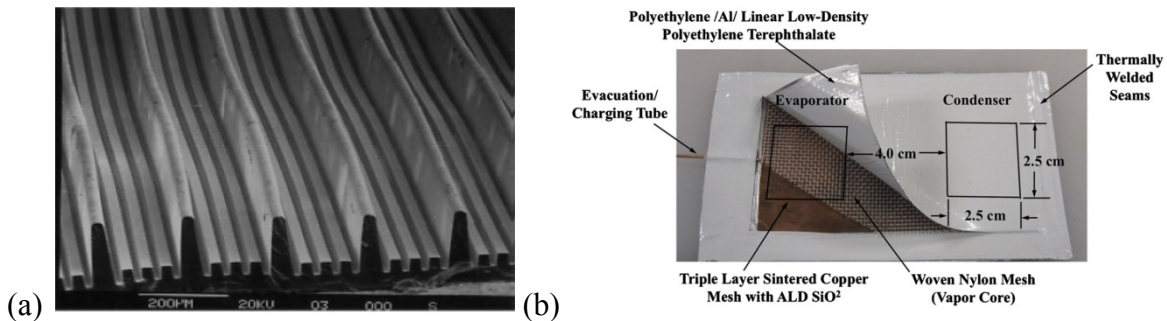 200MM 20KU 03 000 S
(a)
Polyethylene /Al/ Linear Low-Density
Polyethylene Terephthalate
Thermally
Welded
Seams
Evacuation/
Charging Tube
Evaporator
Condenser
4.0 cm
2.5 cm
2.5 cm
Triple Layer Sintered Copper
Mesh with ALD SiO²
Woven Nylon Mesh
(Vapor Core)
(b)